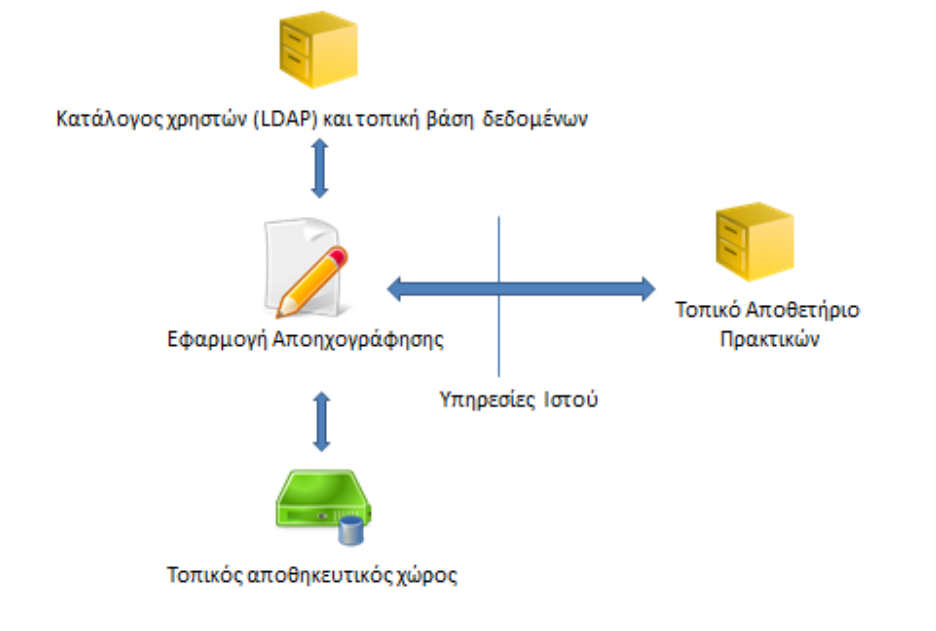 Κατάλογος χρηστών (LDAP) και τοπική βάση δεδομένων
Εφαρμογή Αποηχογράφησης
Τοπικό Αποθετήριο
Πρακτικών
Υπηρεσίες Ιστού
Τοπικός αποθηκευτικός χώρος